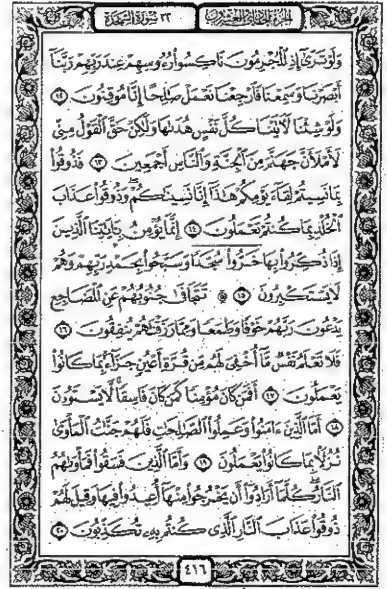 الجزء الحادي والعشرون ٣٢ سورة السجدة
وَلَوْ تَرَىٰٓ إِذِ ٱلْمُجْرِمُونَ نَاكِسُوا۟ رُءُوسِهِمْ عِندَ رَبِّهِمْ رَبَّنَآ
أَبْصَرْنَا وَسَمِعْنَا فَٱرْجِعْنَا نَعْمَلْ صَٰلِحًا إِنَّا مُوقِنُونَ ١٢
وَلَوْ شِئْنَا لَءَاتَيْنَا كُلَّ نَفْسٍ هُدَىٰهَا وَلَٰكِنْ حَقَّ ٱلْقَوْلُ مِنِّى
لَأَمْلَأَنَّ جَهَنَّمَ مِنَ ٱلْجِنَّةِ وَٱلنَّاسِ أَجْمَعِينَ ١٣ فَذُوقُوا۟
بِمَا نَسِيتُمْ لِقَآءَ يَوْمِكُمْ هَٰذَآ إِنَّا نَسِينَٰكُمْ ۖ وَذُوقُوا۟ عَذَابَ
ٱلْخُلْدِ بِمَا كُنتُمْ تَعْمَلُونَ ١٤ إِنَّمَا يُؤْمِنُ بِـَٔايَٰتِنَا ٱلَّذِينَ
إِذَا ذُكِّرُوا۟ بِهَا خَرُّوا۟ سُجَّدًا وَسَبَّحُوا۟ بِحَمْدِ رَبِّهِمْ وَهُمْ
لَا يَسْتَكْبِرُونَ ١٥ ۩ تَتَجَافَىٰ جُنُوبُهُمْ عَنِ ٱلْمَضَاجِعِ
يَدْعُونَ رَبَّهُمْ خَوْفًا وَطَمَعًا وَمِمَّا رَزَقْنَٰهُمْ يُنفِقُونَ ١٦
فَلَا تَعْلَمُ نَفْسٌ مَّآ أُخْفِىَ لَهُم مِّن قُرَّةِ أَعْيُنٍ جَزَآءًۢ بِمَا كَانُوا۟
يَعْمَلُونَ ١٧ أَفَمَن كَانَ مُؤْمِنًا كَمَن كَانَ فَاسِقًا ۚ لَّا يَسْتَوُۥنَ
١٨ أَمَّا ٱلَّذِينَ ءَامَنُوا۟ وَعَمِلُوا۟ ٱلصَّٰلِحَٰتِ فَلَهُمْ جَنَّٰتُ ٱلْمَأْوَىٰ
نُزُلًۢا بِمَا كَانُوا۟ يَعْمَلُونَ ١٩ وَأَمَّا ٱلَّذِينَ فَسَقُوا۟ فَمَأْوَىٰهُمُ
ٱلنَّارُ ۖ كُلَّمَآ أَرَادُوٓا۟ أَن يَخْرُجُوا۟ مِنْهَآ أُعِيدُوا۟ فِيهَا وَقِيلَ لَهُمْ
ذُوقُوا۟ عَذَابَ ٱلنَّارِ ٱلَّذِى كُنتُم بِهِۦ تُكَذِّبُونَ ٢٠
٤١٦